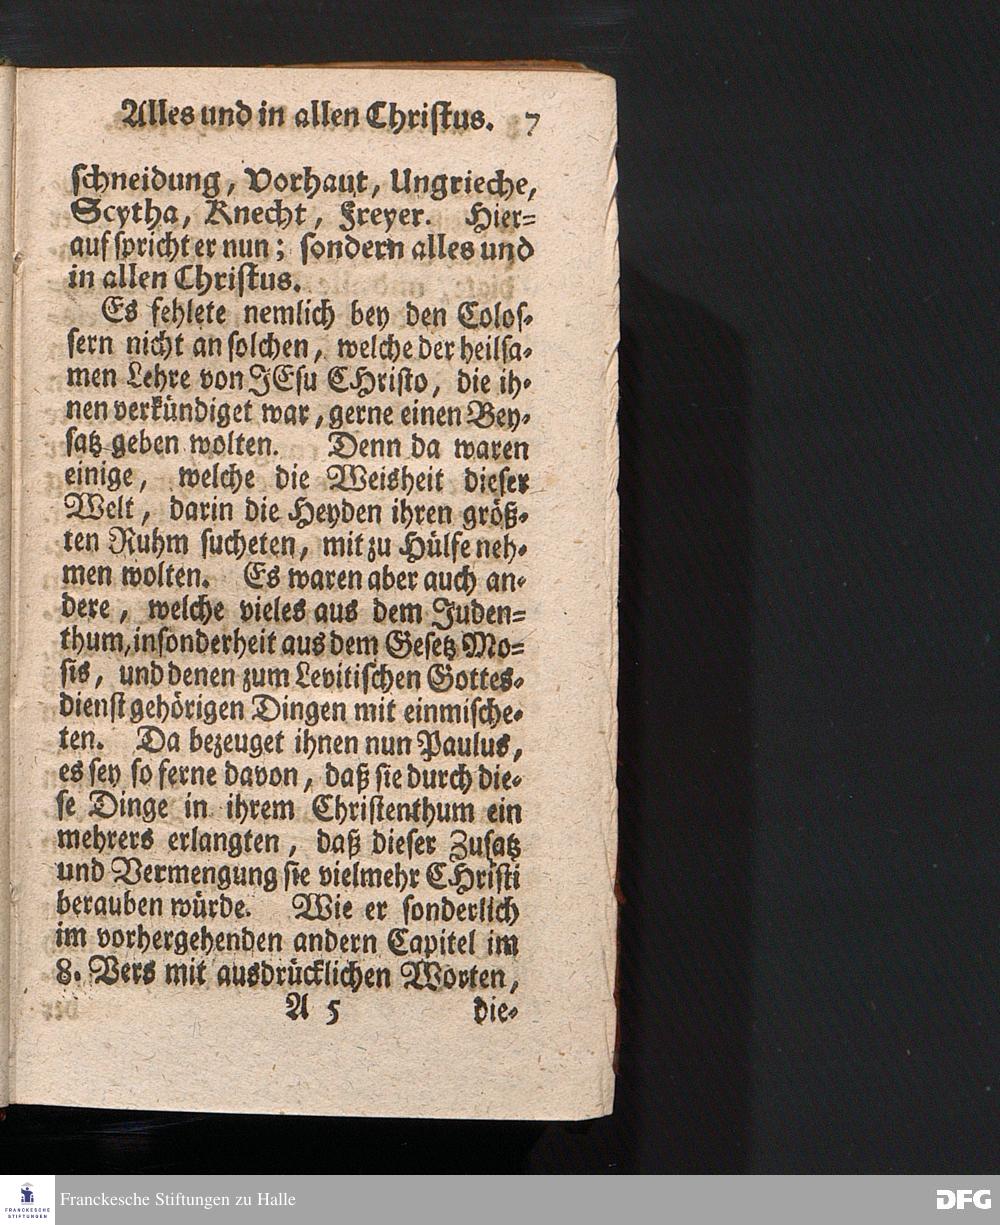 Alles und in allen Christus. 7
schneidung, Vorhaut, Ungrieche,
Scytha, Knecht, Freyer. Hier=
auf spricht er nun; sondern alles und
in allen Christus.
Es fehlete nemlich bey den Colos=
sern nicht an solchen, welche der heilsa=
men Lehre von JEsu CHristo, die ih=
nen verkündiget war, gerne einen Bey=
satz geben wolten. Denn da waren
einige, welche die Weisheit dieser
Welt, darin die Heyden ihren größ=
ten Ruhm sucheten, mit zu Hülfe neh=
men wolten. Es waren aber auch an=
dere, welche vieles aus dem Juden=
thum, insonderheit aus dem Gesetz Mo=
sis, und denen zum Levitischen Gottes=
dienst gehörigen Dingen mit einmische=
ten. Da bezeuget ihnen nun Paulus,
es sey so ferne davon, daß sie durch die=
se Dinge in ihrem Christenthum ein
mehrers erlangten, daß dieser Zusatz
und Vermengung sie vielmehr CHristi
berauben würde. Wie er sonderlich
im vorhergehenden andern Capitel im
8. Vers mit ausdrücklichen Worten,
A 5 die=
FRANCKESCHE STIFTUNGEN
Franckesche Stiftungen zu Halle
DFG